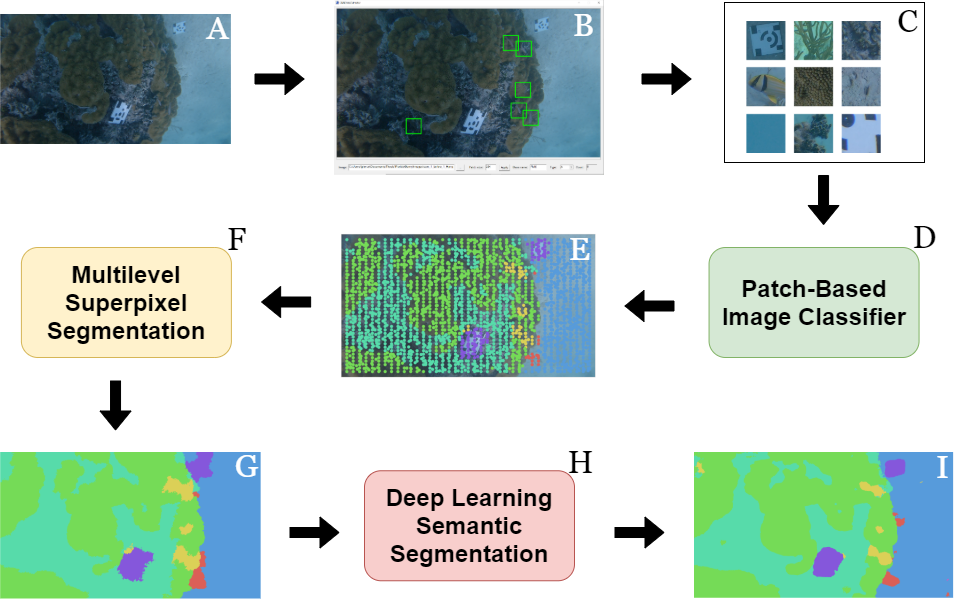 A
B
C
D
Patch-Based
Image Classifier
E
F
Multilevel
Superpixel
Segmentation
G
H
Deep Learning
Semantic
Segmentation
I